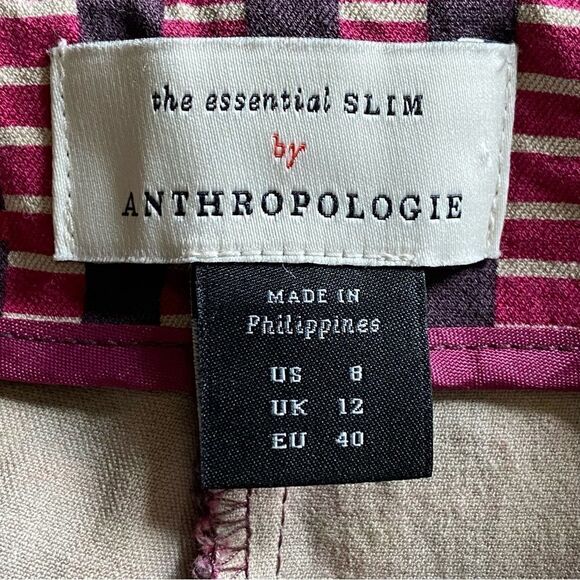 the essential SLIM
by
ANTHROPOLOGIE
MADE IN
Philippines
US 8
UK 12
EU 40